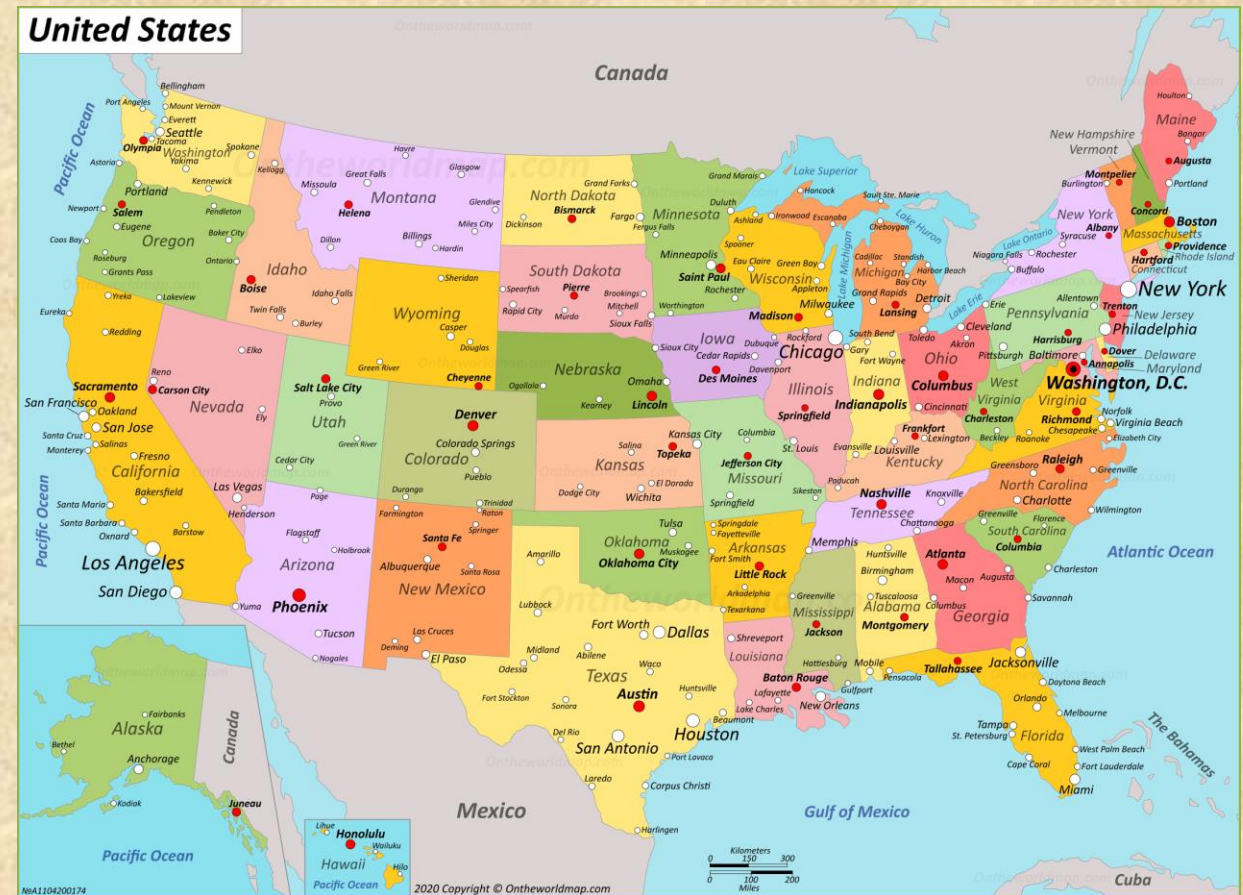 United States
Ontheworldmap.com
Canada
Pacific Ocean
Bellingham
Port Angeles
Mount Vernon
Everett
Seattle
Tacoma
Olympia
Washington
Spokane
Yakima
Kennewick
Astoria
Portland
Newport
Salem
Pendleton
Eugene
Baker City
Coos Bay
Oregon
Roseburg
Ontario
Grants Pass
Lakeview
Kellogg
Idaho
Boise
Idaho Falls
Twin Falls
Burley
Havre
Ontheworldmap.com
Glasgow
Missoula
Great Falls
Montana
Helena
Glendive
Miles City
Dillon
Billings
Hardin
North Dakota
Grand Forks
Bismarck
Dickinson
Fargo
South Dakota
Spearfish
Pierre
Brookings
Rapid City
Mitchell
Murdo
Sioux Falls
Sheridan
Wyoming
Casper
Douglas
Green River
Cheyenne
Minnesota
Grand Marais
Duluth
Fergus Falls
Minneapolis
Saint Paul
Rochester
Worthington
Lake Superior
Hancock
Sault Ste. Marie
Ashland
Ironwood
Escanaba
Spooner
Eau Claire
Green Bay
Wisconsin
Appleton
Milwaukee
Madison
Lake Michigan
Lake Huron
Cheboygan
Cadillac
Standish
Michigan
Harbor Beach
Bay City
Grand Rapids
Lansing
Detroit
Lake Erie
Lake Ontario
Houlton
Maine
Bangor
Augusta
Portland
New Hampshire
Vermont
Montpelier
Burlington
Concord
New York
Albany
Syracuse
Rochester
Niagara Falls
Buffalo
Boston
Massachusetts
Providence
Rhode Island
Hartford
Connecticut
New York
Erie
Allentown
Pennsylvania
Trenton
New Jersey
Philadelphia
Harrisburg
Pittsburgh
Baltimore
Dover
Delaware
Annapolis
Maryland
Washington, D.C.
Eureka
Yreka
Redding
Sacramento
San Francisco
Oakland
San Jose
Santa Cruz
Salinas
Monterey
Fresno
California
Bakersfield
Santa Maria
Santa Barbara
Oxnard
Barstow
Los Angeles
San Diego
Elko
Reno
Carson City
Nevada
Ely
Las Vegas
Henderson
Salt Lake City
Provo
Utah
Green River
Cedar City
Denver
Colorado Springs
Colorado
Pueblo
Durango
Trinidad
Nebraska
Omaha
Ogallala
Lincoln
Kearney
Iowa
Sioux City
Dubuque
Cedar Rapids
Davenport
Des Moines
Rockford
Chicago
Illinois
Springfield
South Bend
Gary
Fort Wayne
Indiana
Indianapolis
Evansville
Toledo
Cleveland
Akron
Ohio
Columbus
Cincinnati
West
Virginia
Charleston
Beckley
Virginia
Richmond
Norfolk
Virginia Beach
Chesapeake
Roanoke
Elizabeth City
Frankfort
Lexington
Louisville
Kentucky
Paducah
Kansas City
Salina
Topeka
Kansas
El Dorado
Dodge City
Wichita
Columbia
St. Louis
Jefferson City
Missouri
Springfield
Sikeston
Page
Flagstaff
Holbrook
Arizona
Phoenix
Yuma
Tucson
Nogales
Farmington
Raton
Springer
Santa Fe
Albuquerque
Santa Rosa
New Mexico
Las Cruces
Deming
El Paso
Tulsa
Oklahoma
Muskogee
Oklahoma City
Springdale
Fayetteville
Arkansas
Fort Smith
Little Rock
Arkadelphia
Texarkana
Nashville
Knoxville
Tennessee
Chattanooga
Memphis
Greensboro
Raleigh
Greenville
North Carolina
Charlotte
Wilmington
Greenville
Florence
South Carolina
Columbia
Charleston
Huntsville
Birmingham
Tuscaloosa
Alabama
Montgomery
Mobile
Atlanta
Augusta
Macon
Columbus
Savannah
Georgia
Greenville
Mississippi
Jackson
Hattiesburg
Gulfport
Shreveport
Louisiana
Baton Rouge
Lafayette
Lake Charles
New Orleans
Amarillo
Lubbock
Fort Worth
Dallas
Midland
Abilene
Odessa
Waco
Texas
Fort Stockton
Sonora
Austin
Huntsville
Beaumont
Houston
Del Rio
San Antonio
Port Lavaca
Laredo
Corpus Christi
Harlingen
Tallahassee
Pensacola
Jacksonville
Daytona Beach
Orlando
Melbourne
Tampa
St. Petersburg
Florida
West Palm Beach
Cape Coral
Fort Lauderdale
Miami
Pacific Ocean
Atlantic Ocean
Gulf of Mexico
The Bahamas
Mexico
Cuba
Alaska
Fairbanks
Canada
Bethel
Anchorage
Juneau
Kodiak
Pacific Ocean
Lihue
Honolulu
Wailuku
Hawaii
Hilo
Pacific Ocean
Kilometers
0 150 300
0 100 200
Miles
2020 Copyright © Ontheworldmap.com